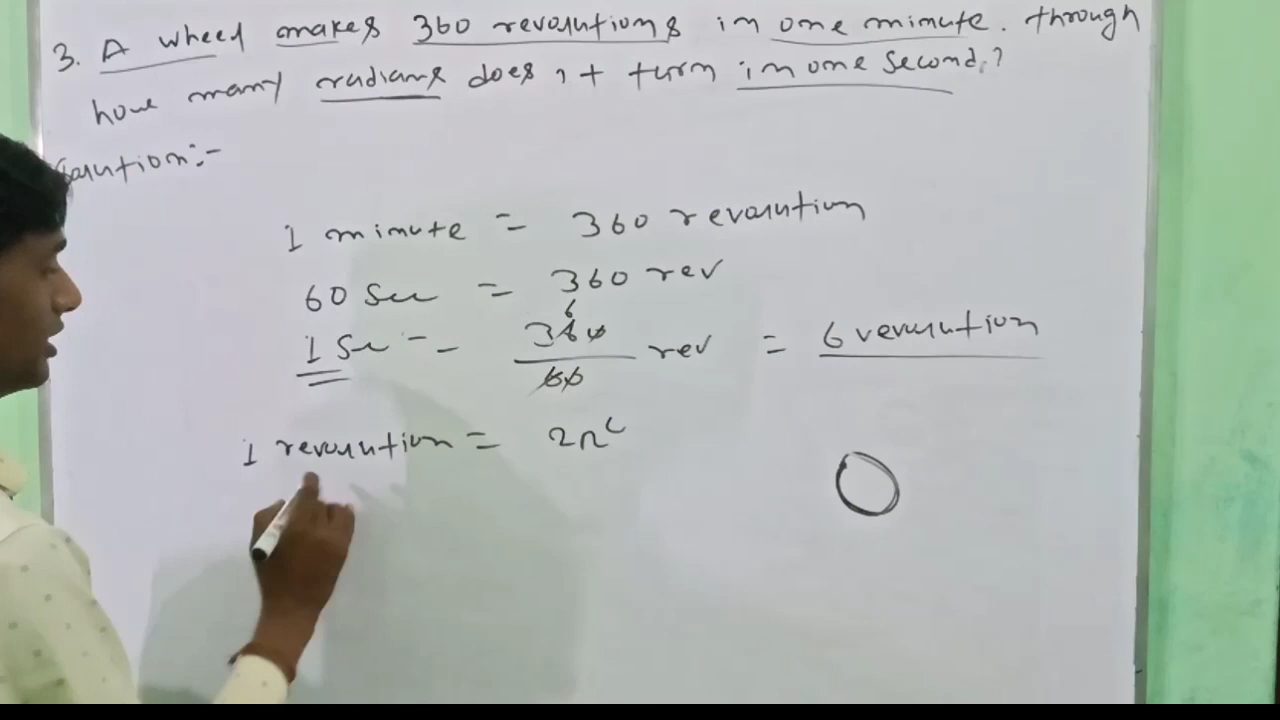 3. A wheel makes 360 revolutions in one minute. through
how many radians does it turn in one second?
Solution:-
1 minute = 360 revolution
60 Sec = 360 rev
1 Sec = 360/60 rev = 6 revolution
6
1 revolution = 2π^c